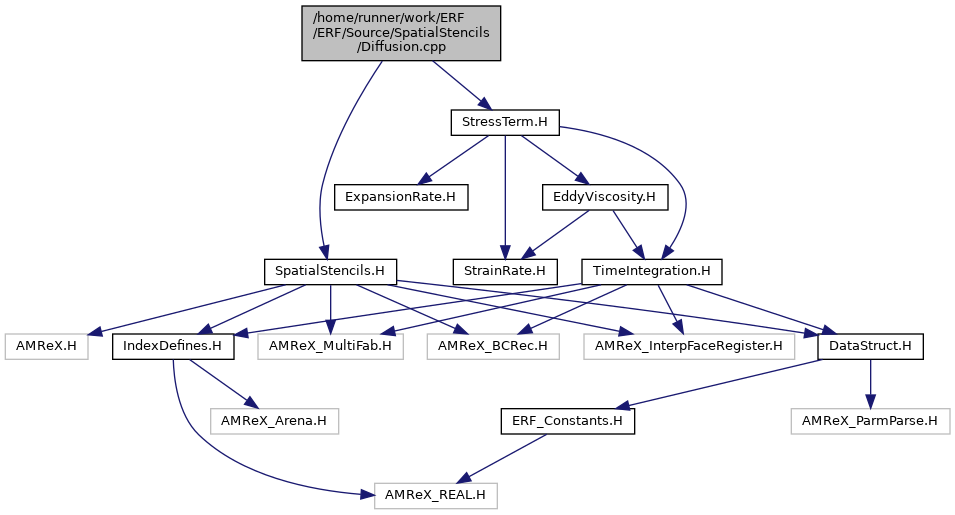 /home/runner/work/ERF
/ERF/Source/SpatialStencils
/Diffusion.cpp
StressTerm.H
ExpansionRate.H
EddyViscosity.H
SpatialStencils.H
StrainRate.H
TimeIntegration.H
AMReX.H
IndexDefines.H
AMReX_MultiFab.H
AMReX_BCRec.H
AMReX_InterpFaceRegister.H
DataStruct.H
AMReX_Arena.H
ERF_Constants.H
AMReX_ParmParse.H
AMReX_REAL.H